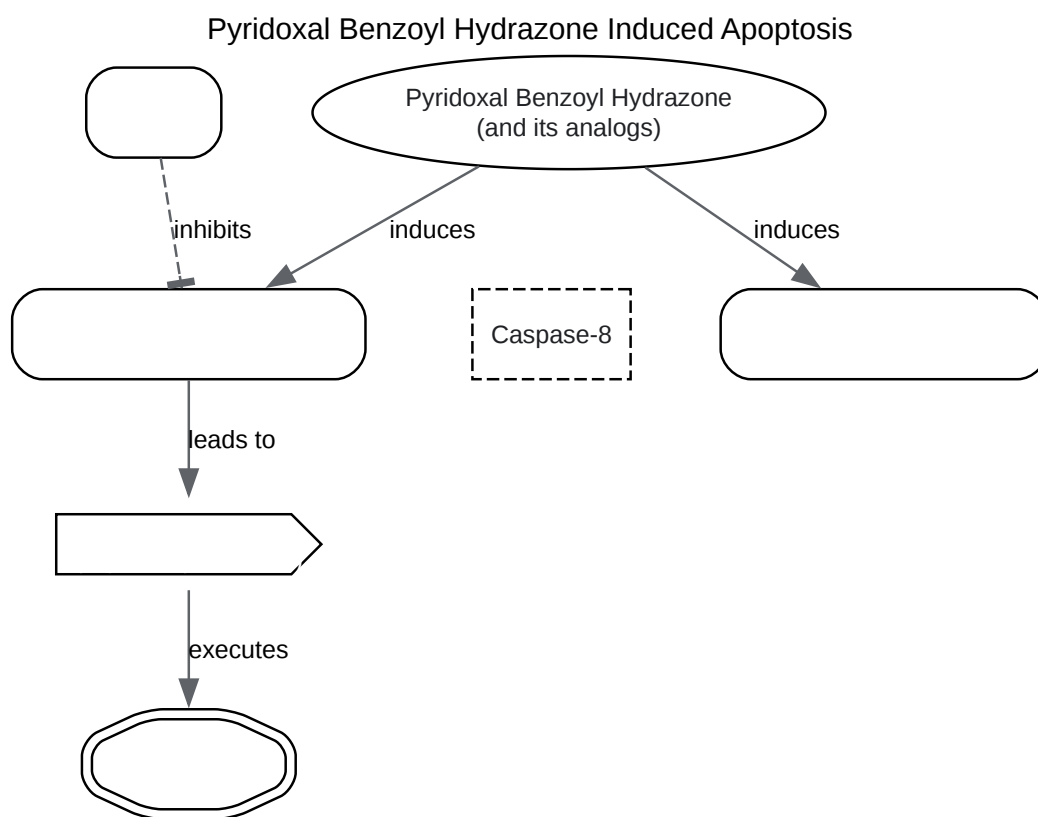 Pyridoxal Benzoyl Hydrazone Induced Apoptosis
Pyridoxal Benzoyl Hydrazone
(and its analogs)
inhibits
induces
induces
Caspase-8
leads to
executes